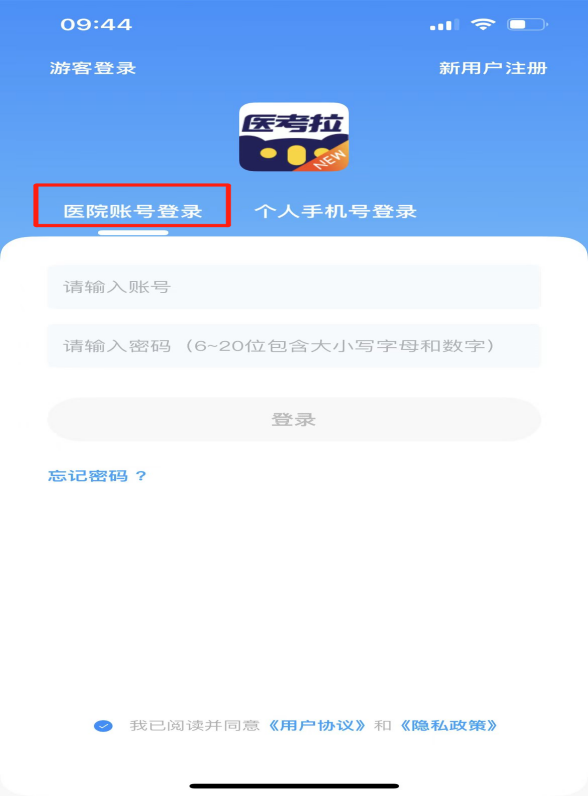 09:44
游客登录
新用户注册
医考拉
NEW
医院账号登录
个人手机号登录
请输入账号
请输入密码（6~20位包含大小写字母和数字）
登录
忘记密码？
我已阅读并同意《用户协议》和《隐私政策》